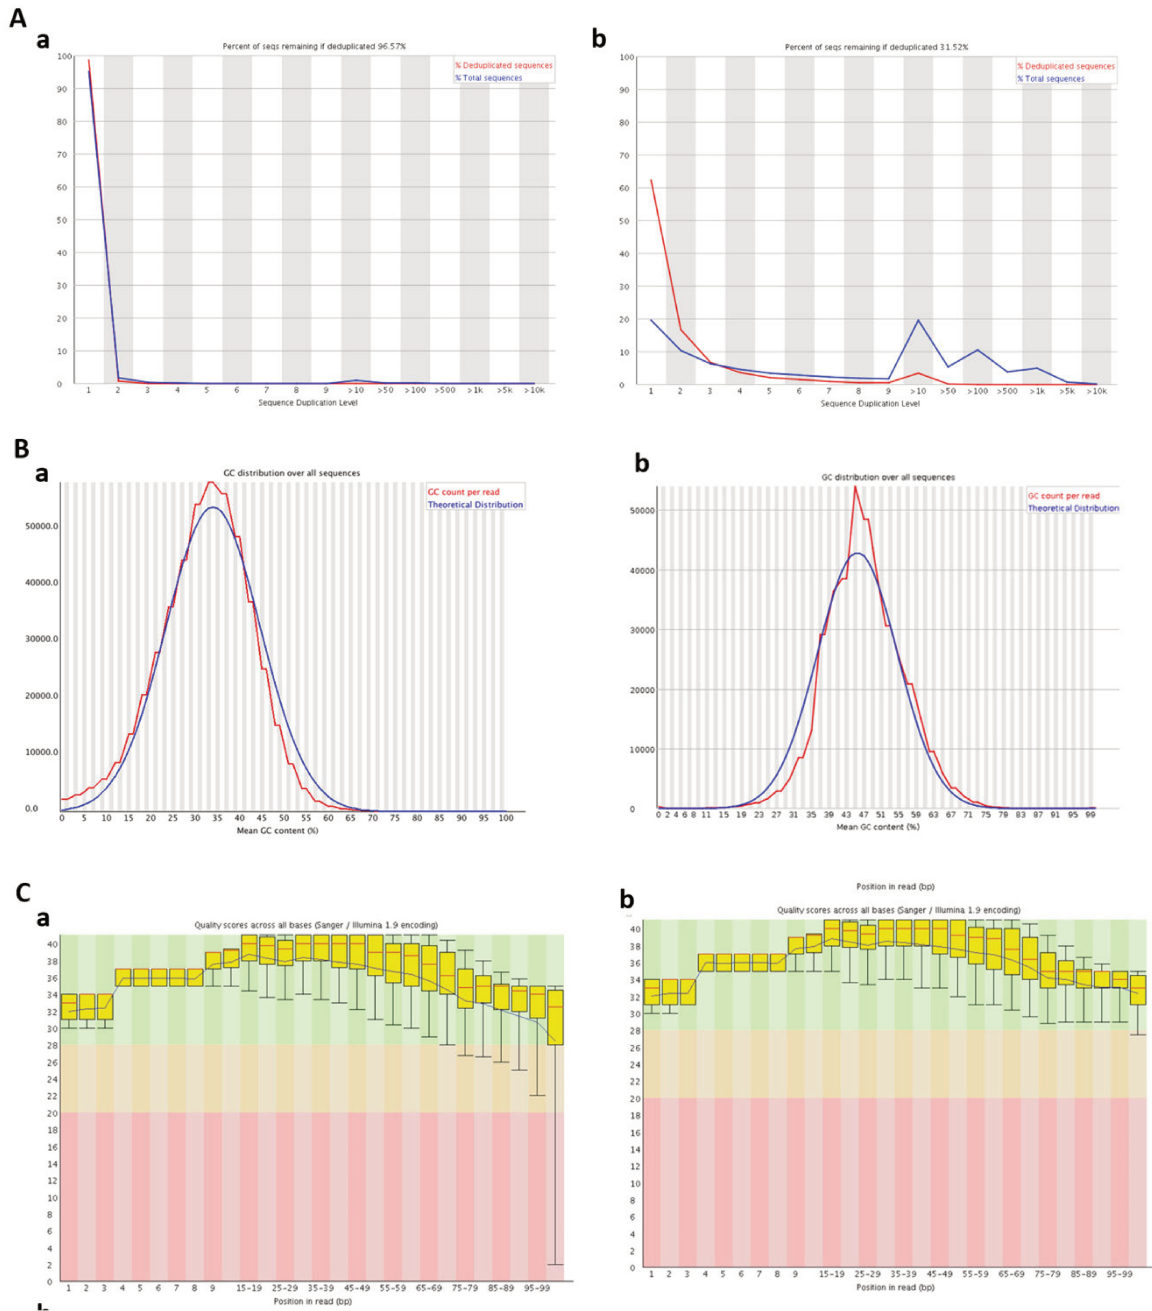 A
a
Percent of seqs remaining if deduplicated 96.57%
% Deduplicated sequences
% Total sequences
100
90
80
70
60
50
40
30
20
10
0
1 2 3 4 5 6 7 8 9 >10 >50 >100 >500 >1k >5k >10k
Sequence Duplication Level
b
Percent of seqs remaining if deduplicated 31.52%
% Deduplicated sequences
% Total sequences
100
90
80
70
60
50
40
30
20
10
0
1 2 3 4 5 6 7 8 9 >10 >50 >100 >500 >1k >5k >10k
Sequence Duplication Level
B
a
GC distribution over all sequences
GC count per read
Theoretical Distribution
50000.0
40000.0
30000.0
20000.0
10000.0
0.0
0 5 10 15 20 25 30 35 40 45 50 55 60 65 70 75 80 85 90 95 100
Mean GC content (%)
b
GC distribution over all sequences
GC count per read
Theoretical Distribution
50000
40000
30000
20000
10000
0
0 2 4 6 8 11 15 19 23 27 31 35 39 43 47 51 55 59 63 67 71 75 79 83 87 91 95 99
Mean GC content (%)
C
a
Quality scores across all bases (Sanger / Illumina 1.9 encoding)
40
38
36
34
32
30
28
26
24
22
20
18
16
14
12
10
8
6
4
2
0
1 2 3 4 5 6 7 8 9 15-19 25-29 35-39 45-49 55-59 65-69 75-79 85-89 95-99
Position in read (bp)
b
Position in read (bp)
Quality scores across all bases (Sanger / Illumina 1.9 encoding)
40
38
36
34
32
30
28
26
24
22
20
18
16
14
12
10
8
6
4
2
0
1 2 3 4 5 6 7 8 9 15-19 25-29 35-39 45-49 55-59 65-69 75-79 85-89 95-99
Position in read (bp)